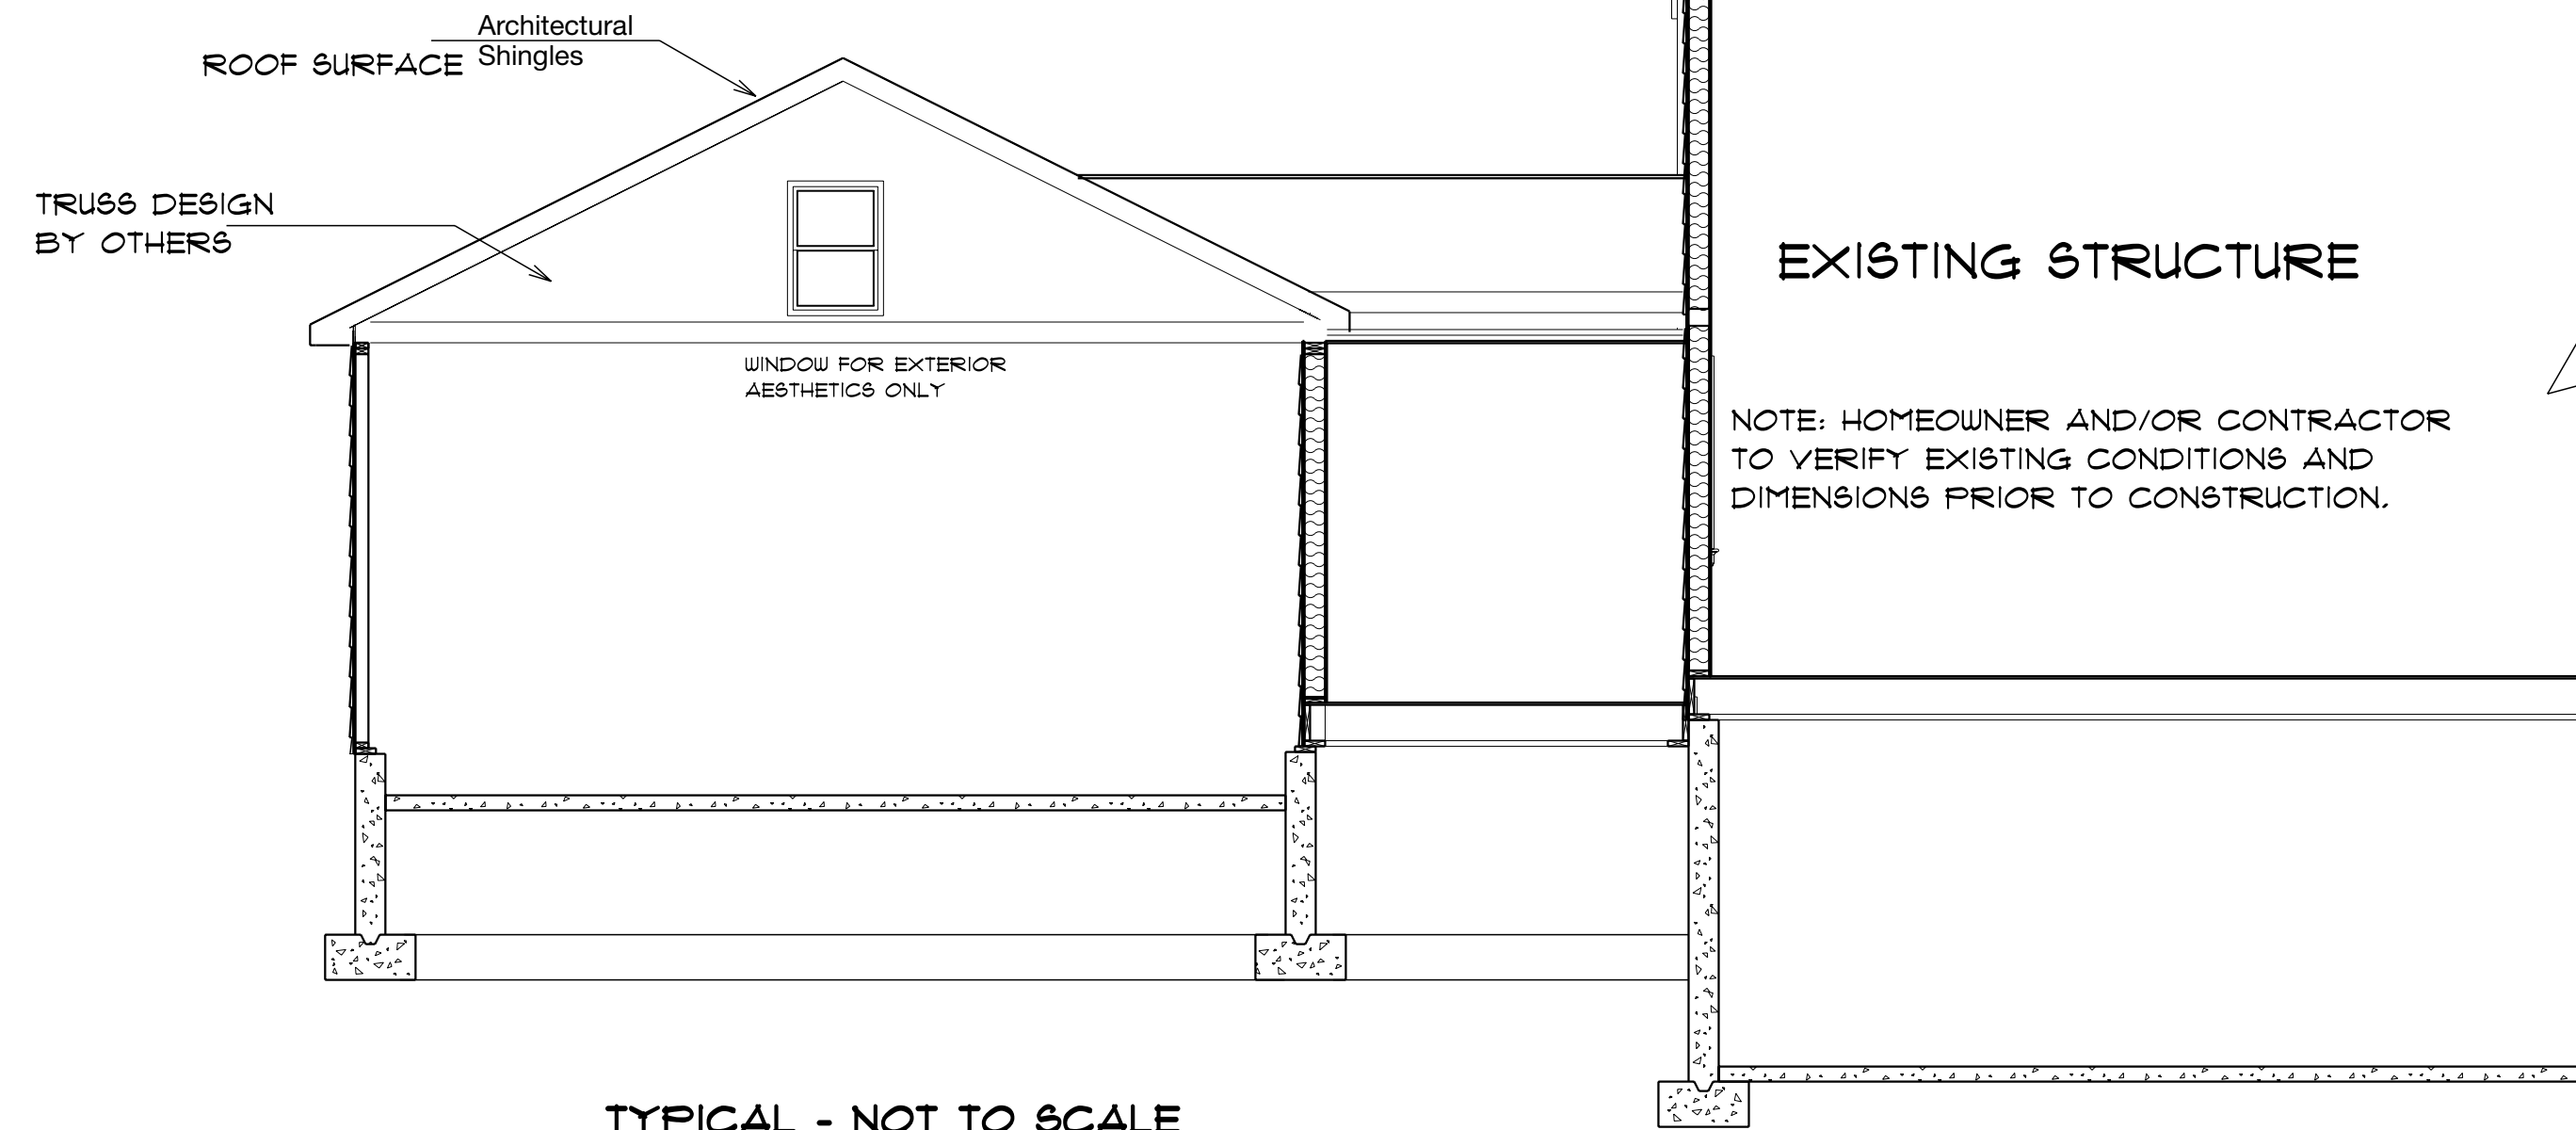 Architectural
Shingles
ROOF SURFACE
TRUSS DESIGN
BY OTHERS
WINDOW FOR EXTERIOR
AESTHETICS ONLY
EXISTING STRUCTURE
NOTE: HOMEOWNER AND/OR CONTRACTOR
TO VERIFY EXISTING CONDITIONS AND
DIMENSIONS PRIOR TO CONSTRUCTION.
TYPICAL - NOT TO SCALE